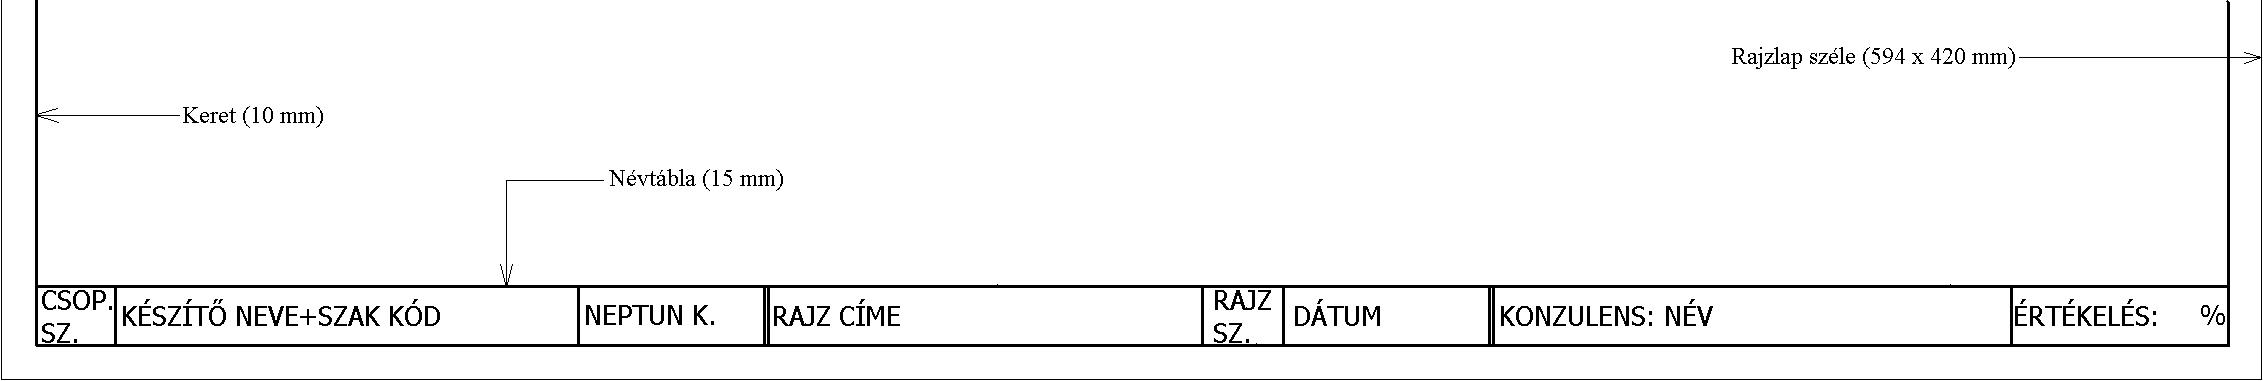 Rajzlap széle (594 x 420 mm)
Keret (10 mm)
Névtábla (15 mm)
CSOP.
SZ.
KÉSZÍTŐ NEVE+SZAK KÓD
NEPTUN K.
RAJZ CÍME
RAJZ
SZ.
DÁTUM
KONZULENS: NÉV
ÉRTÉKELÉS: %